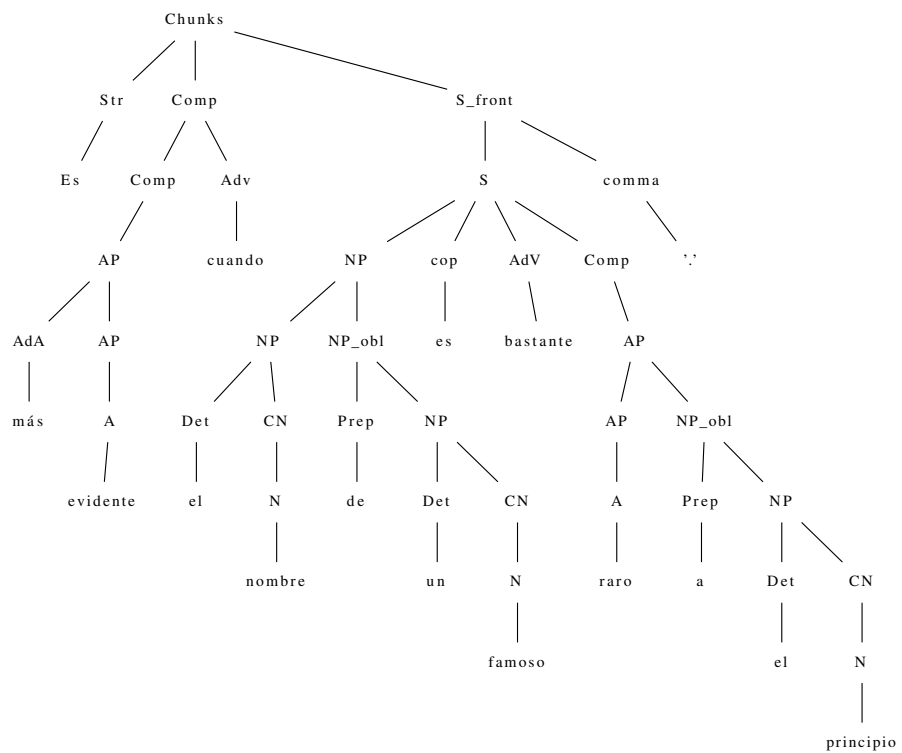 Chunks
Str Comp S_front
Es Comp Adv S comma
AP cuando NP cop AdV Comp '.'
AdA AP NP NP_obl es bastante AP
más A Det CN Prep NP AP NP_obl
evidente el N de Det CN A Prep NP
nombre un N raro a Det CN
famoso el N
principio